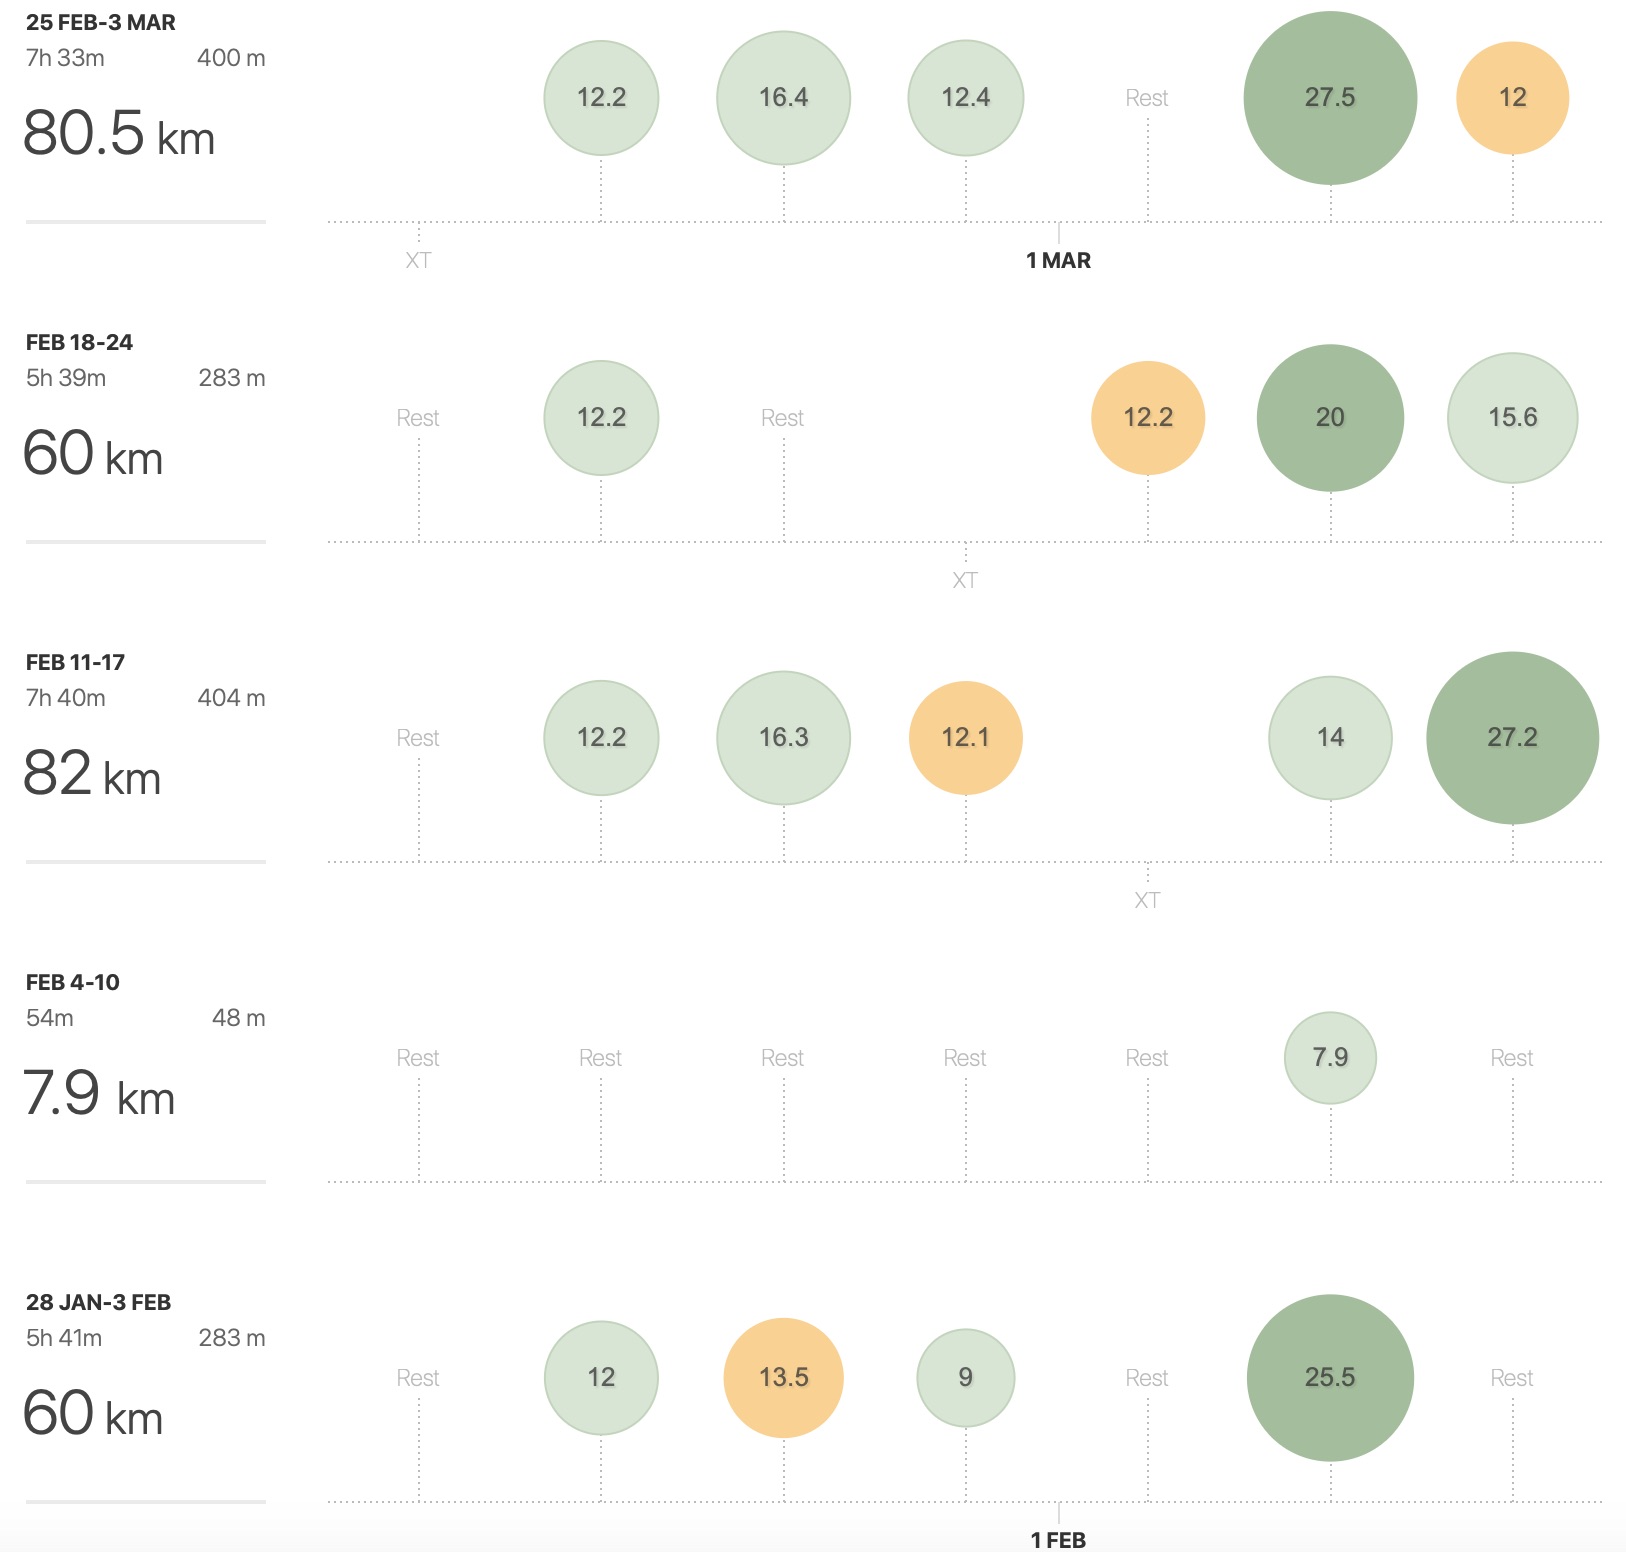 25 FEB-3 MAR
7h 33m 400 m
80.5 km
12.2 16.4 12.4 Rest 27.5 12
XT 1 MAR
FEB 18-24
5h 39m 283 m
60 km
Rest 12.2 Rest 12.2 20 15.6
XT
FEB 11-17
7h 40m 404 m
82 km
Rest 12.2 16.3 12.1 14 27.2
XT
FEB 4-10
54m 48 m
7.9 km
Rest Rest Rest Rest Rest 7.9 Rest
28 JAN-3 FEB
5h 41m 283 m
60 km
Rest 12 13.5 9 Rest 25.5 Rest
1 FEB